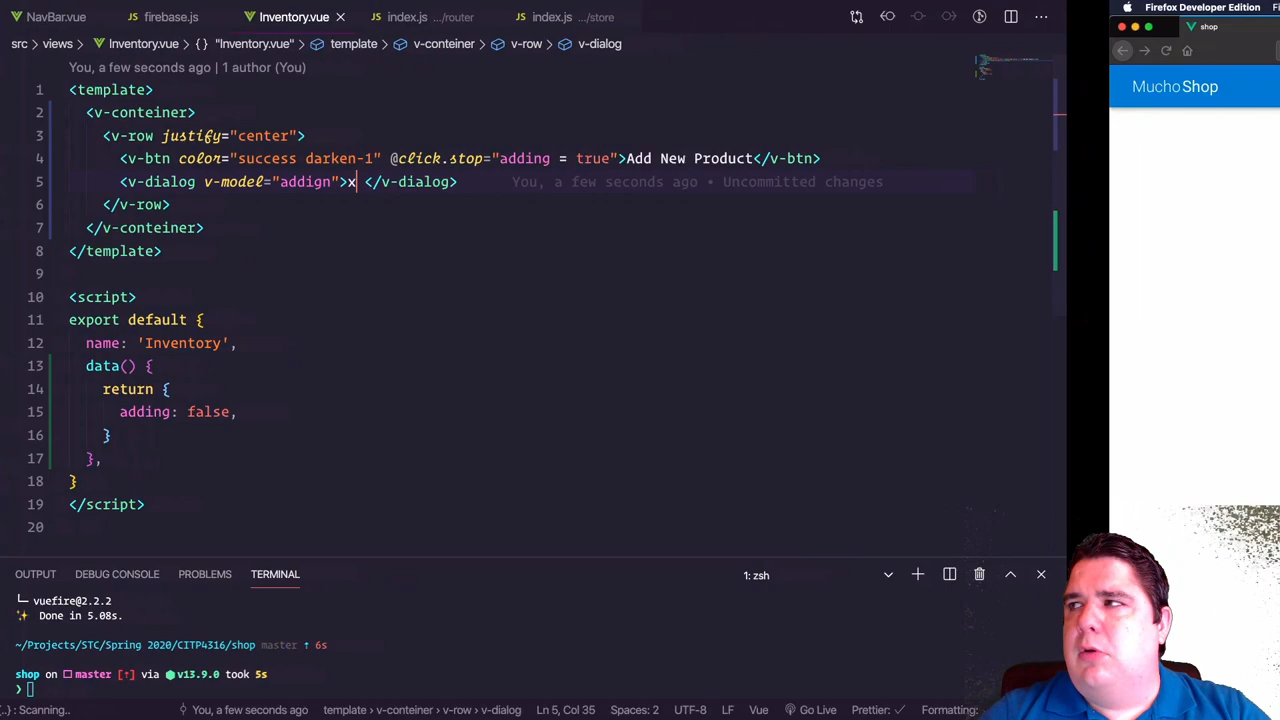 NavBar.vue firebase.js Inventory.vue index.js .../router index.js .../store
src views Inventory.vue {} "Inventory.vue" template v-conteiner v-row v-dialog
You, a few seconds ago | 1 author (You)
1 <template>
2 <v-conteiner>
3 <v-row justify="center">
4 <v-btn color="success darken-1" @click.stop="adding = true">Add New Product</v-btn>
5 <v-dialog v-model="addign">x </v-dialog> You, a few seconds ago • Uncommitted changes
6 </v-row>
7 </v-conteiner>
8 </template>
9
10 <script>
11 export default {
12 name: 'Inventory',
13 data() {
14 return {
15 adding: false,
16 }
17 },
18 }
19 </script>
20
OUTPUT DEBUG CONSOLE PROBLEMS TERMINAL 1: zsh
└─ vuefire@2.2.2
✨ Done in 5.08s.
~/Projects/STC/Spring 2020/CITP4316/shop master ↑ 6s
shop on master [↑] via v13.9.0 took 5s
❯
{..} : Scanning.. You, a few seconds ago template › v-conteiner › v-row › v-dialog Ln 5, Col 35 Spaces: 2 UTF-8 LF Vue Go Live Prettier: ✓ Formatting:
Firefox Developer Edition
shop
MuchoShop